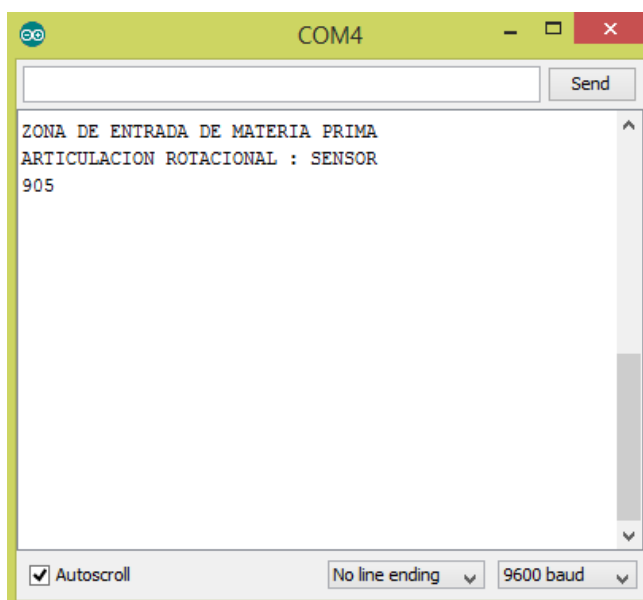 COM4
Send
ZONA DE ENTRADA DE MATERIA PRIMA
ARTICULACION ROTACIONAL : SENSOR
905
Autoscroll
No line ending
9600 baud